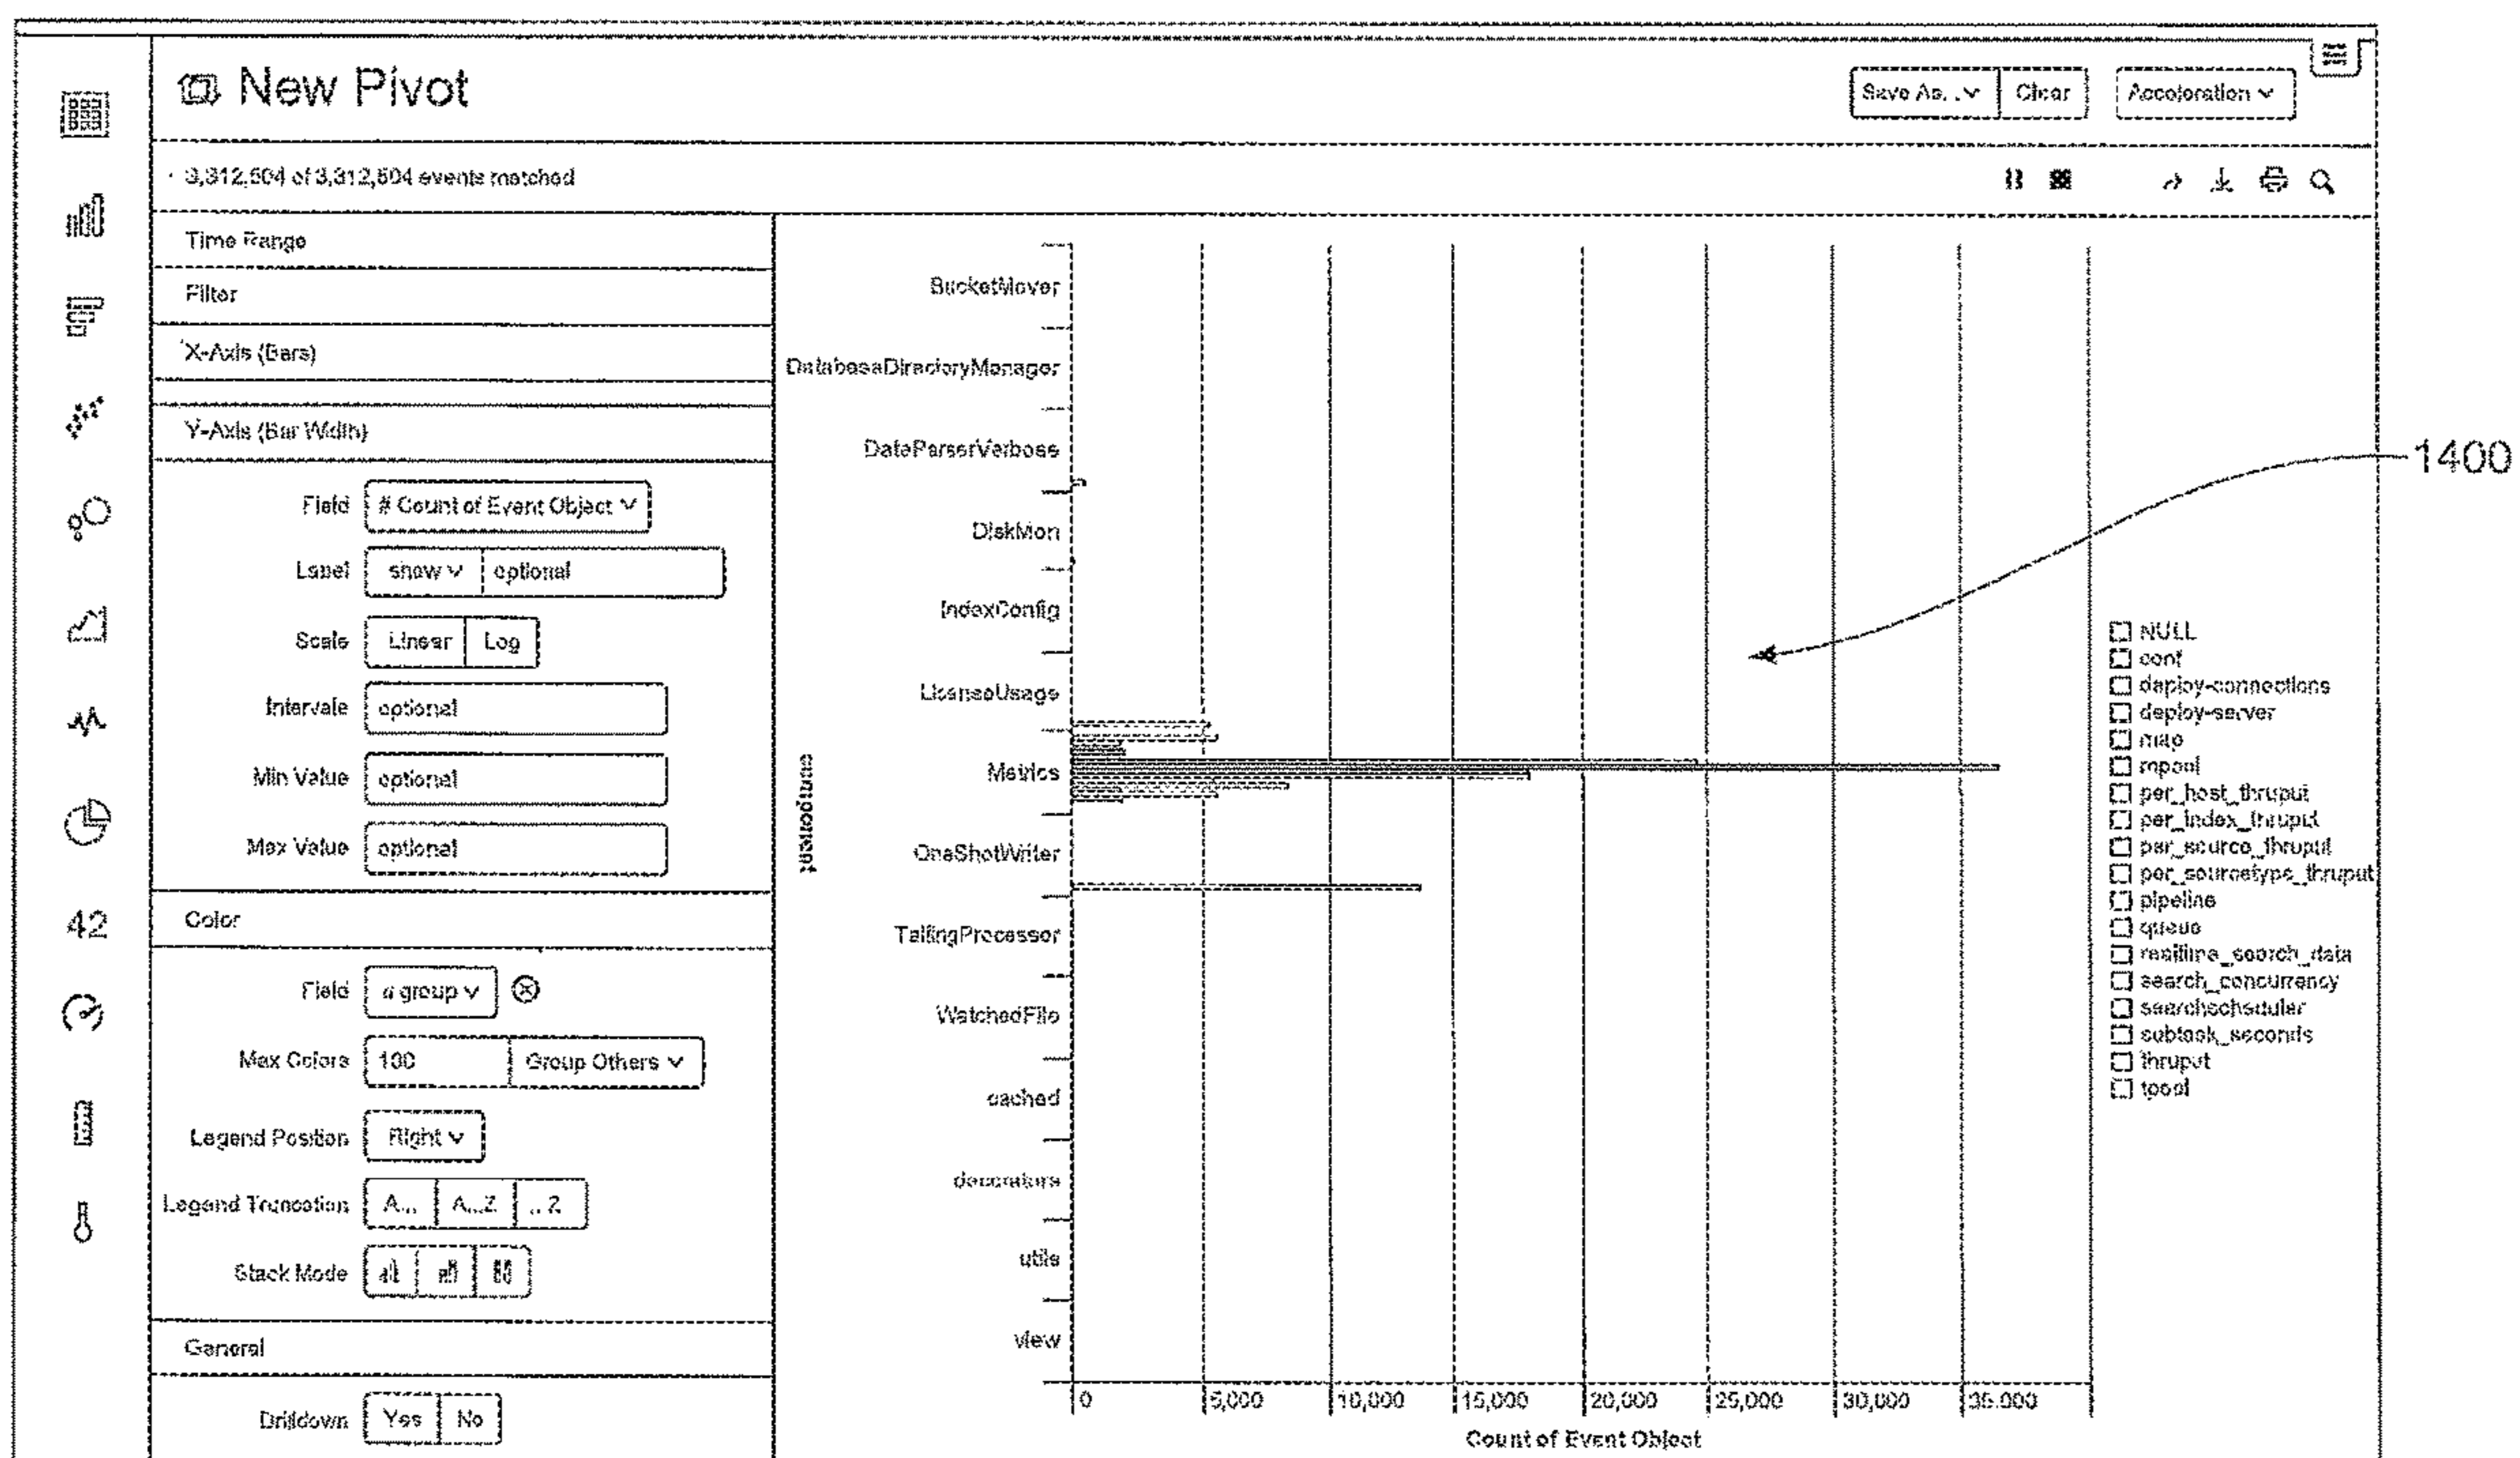 New Pivot
Save As... Clear Acceleration
3,312,504 of 3,312,504 events matched
Time Range
Filter
X-Axis (Bars)
Y-Axis (Bar Width)
Field # Count of Event Object
Label show optional
Scale Linear Log
Intervals optional
Min Value optional
Max Value optional
42
Color
Field a group
Max Colors 100 Group Others
Legend Position Right
Legend Truncation A... A...Z ...Z
Stack Mode
General
Drilldown Yes No
component
BucketMover
DatabaseDirectoryManager
DataParserVerbose
DiskMon
IndexConfig
LicenseUsage
Metrics
OneShotWriter
TailingProcessor
WatchedFile
cached
decorators
utils
view
0 5,000 10,000 15,000 20,000 25,000 30,000 35,000
Count of Event Object
1400
NULL
conf
deploy-connections
deploy-server
map
mpool
per_host_thruput
per_index_thruput
per_source_thruput
per_sourcetype_thruput
pipeline
queue
realtime_search_data
search_concurrency
searchscheduler
subtask_seconds
thruput
tpool